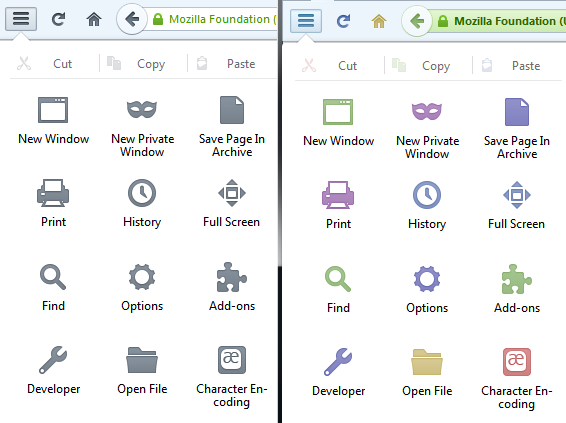 Mozilla Foundation (
Cut Copy Paste
New Window New Private Window Save Page In Archive
Print History Full Screen
Find Options Add-ons
Developer Open File Character En-
coding
Mozilla Foundation (U
Cut Copy Paste
New Window New Private Window Save Page In Archive
Print History Full Screen
Find Options Add-ons
Developer Open File Character En-
coding